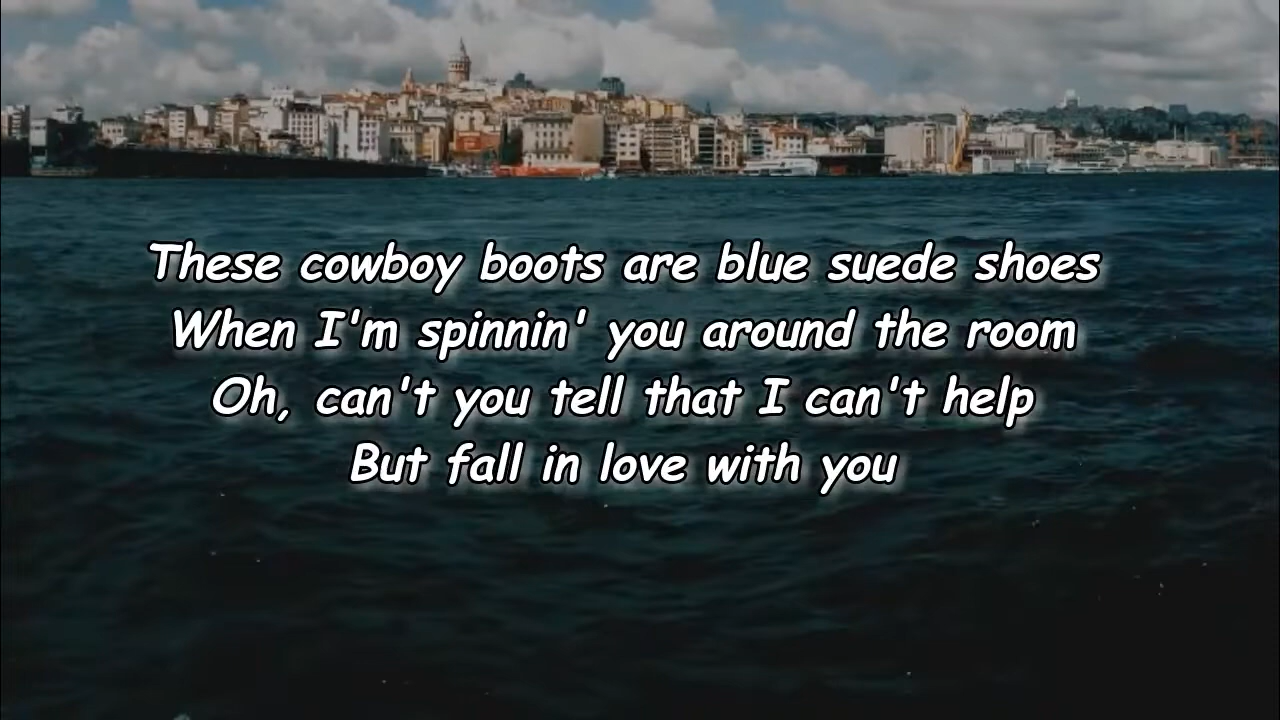 These cowboy boots are blue suede shoes
When I'm spinnin' you around the room
Oh, can't you tell that I can't help
But fall in love with you